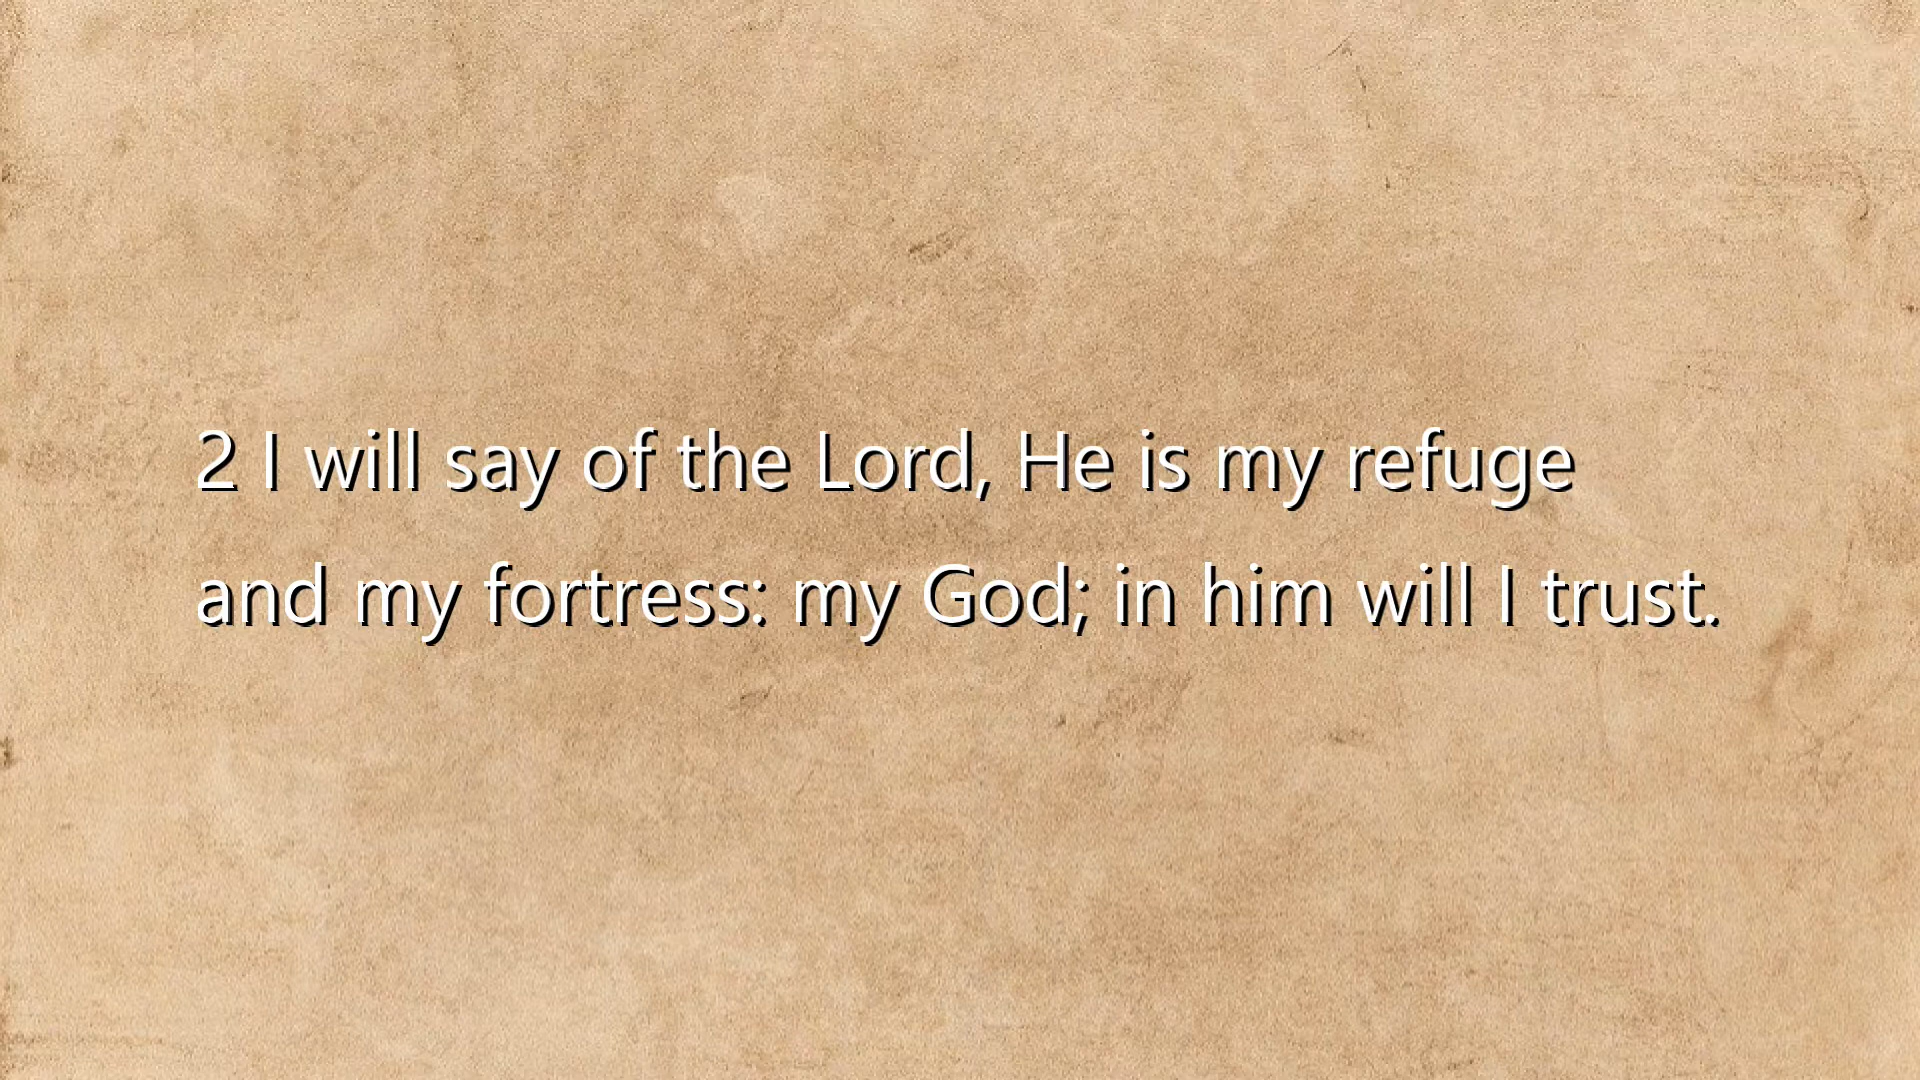 2 I will say of the Lord, He is my refuge
and my fortress: my God; in him will I trust.